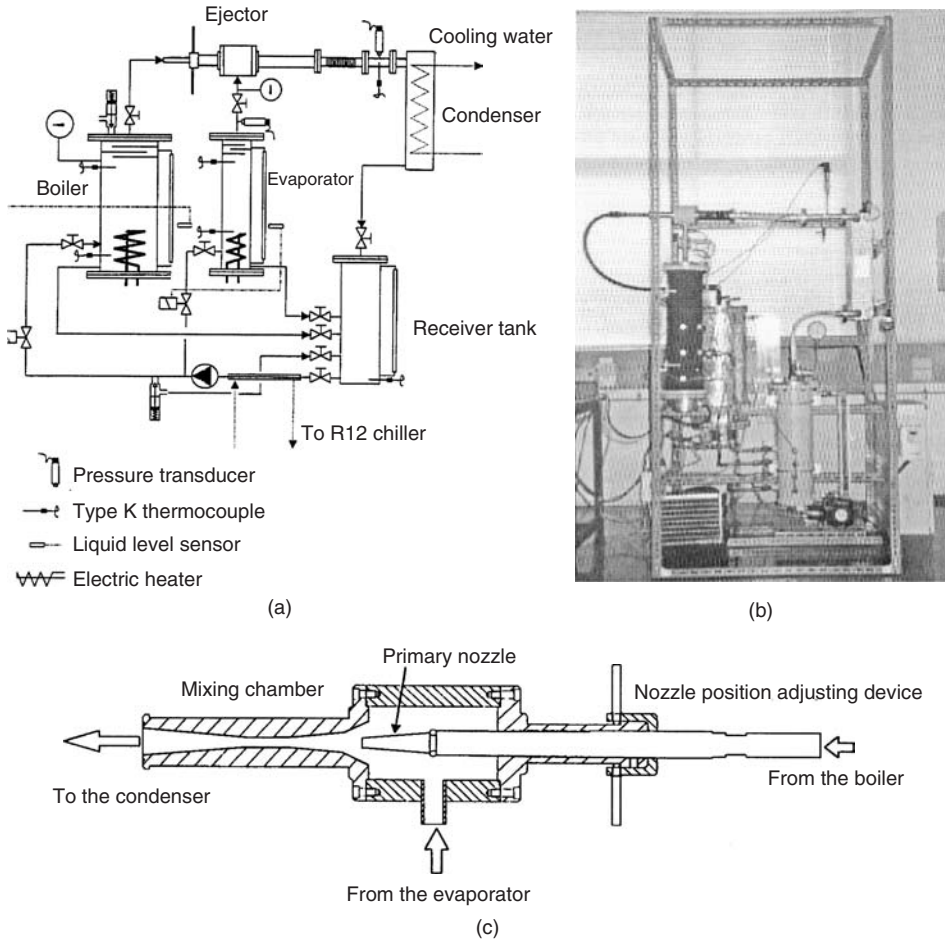 Ejector
Cooling water
Condenser
Boiler
Evaporator
Receiver tank
To R12 chiller
Pressure transducer
Type K thermocouple
Liquid level sensor
Electric heater
(a)
(b)
Primary nozzle
Mixing chamber
Nozzle position adjusting device
From the boiler
To the condenser
From the evaporator
(c)